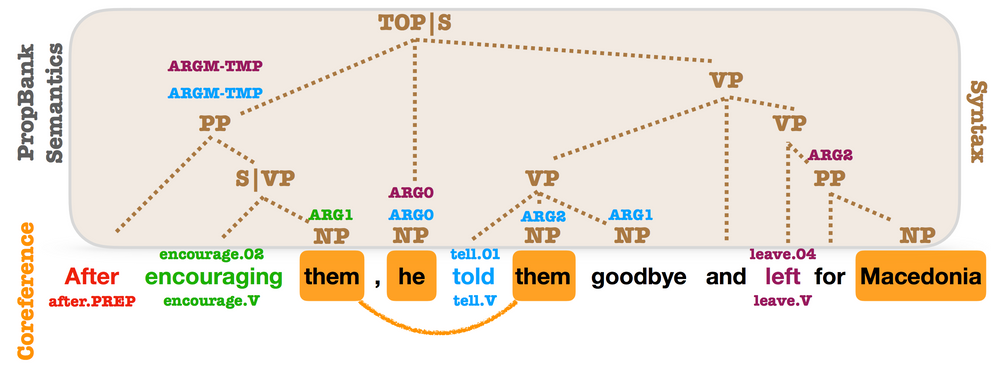 TOP|S
PropBank
Semantics
Syntax
ARGM-TMP
ARGM-TMP
VP
PP
VP
ARG2
S|VP
VP
PP
ARG0
ARG1
ARG0
ARG2
ARG1
NP NP NP NP NP
Coreference
encourage.02 tell.01 leave.04
After encouraging them , he told them goodbye and left for Macedonia
after.PREP encourage.V tell.V leave.V